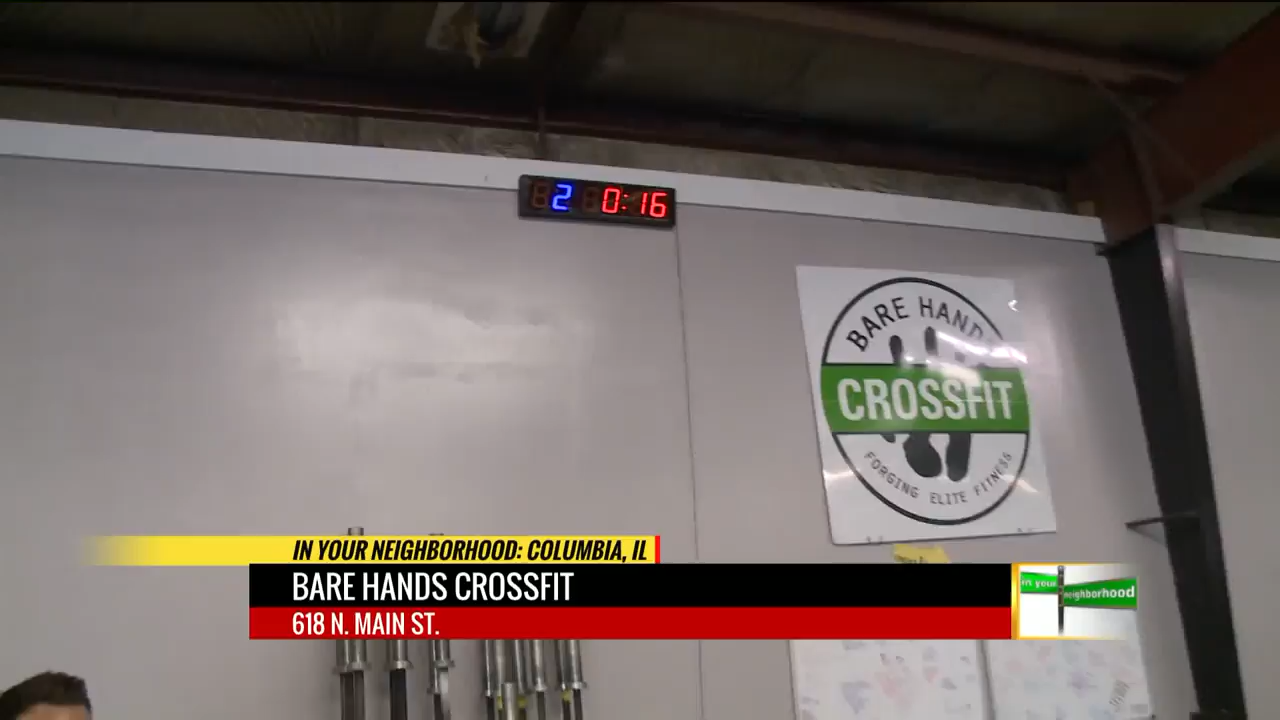 2 0:16
BARE HANDS
CROSSFIT
FORGING ELITE FITNESS
IN YOUR NEIGHBORHOOD: COLUMBIA, IL
BARE HANDS CROSSFIT
618 N. MAIN ST.
in your
neighborhood